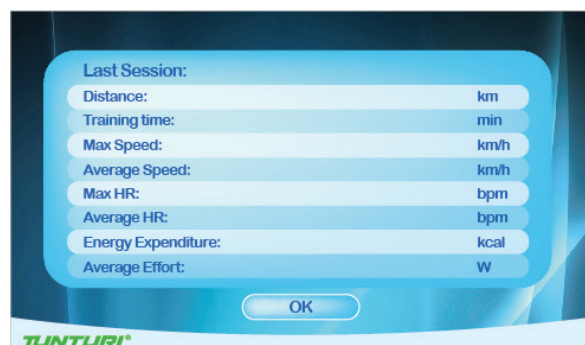 Last Session:
Distance: km
Training time: min
Max Speed: km/h
Average Speed: km/h
Max HR: bpm
Average HR: bpm
Energy Expenditure: kcal
Average Effort: W
OK
TUNTURI®